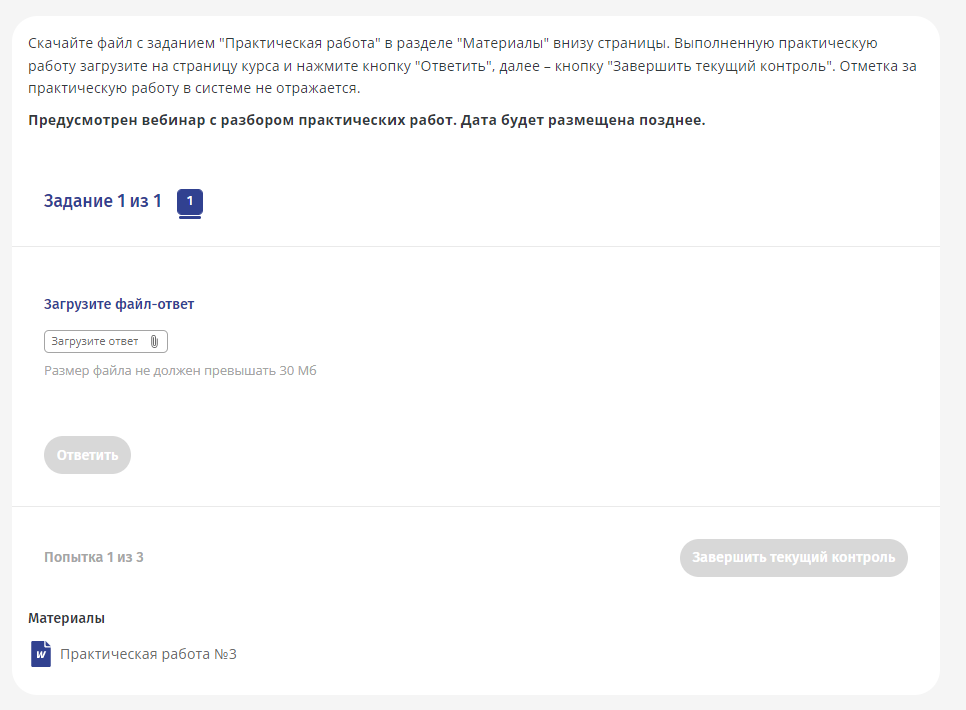 Скачайте файл с заданием "Практическая работа" в разделе "Материалы" внизу страницы. Выполненную практическую
работу загрузите на страницу курса и нажмите кнопку "Ответить", далее – кнопку "Завершить текущий контроль". Отметка за
практическую работу в системе не отражается.
Предусмотрен вебинар с разбором практических работ. Дата будет размещена позднее.
Задание 1 из 1 1
Загрузите файл-ответ
Загрузите ответ
Размер файла не должен превышать 30 Мб
Ответить
Попытка 1 из 3 Завершить текущий контроль
Материалы
W Практическая работа №3